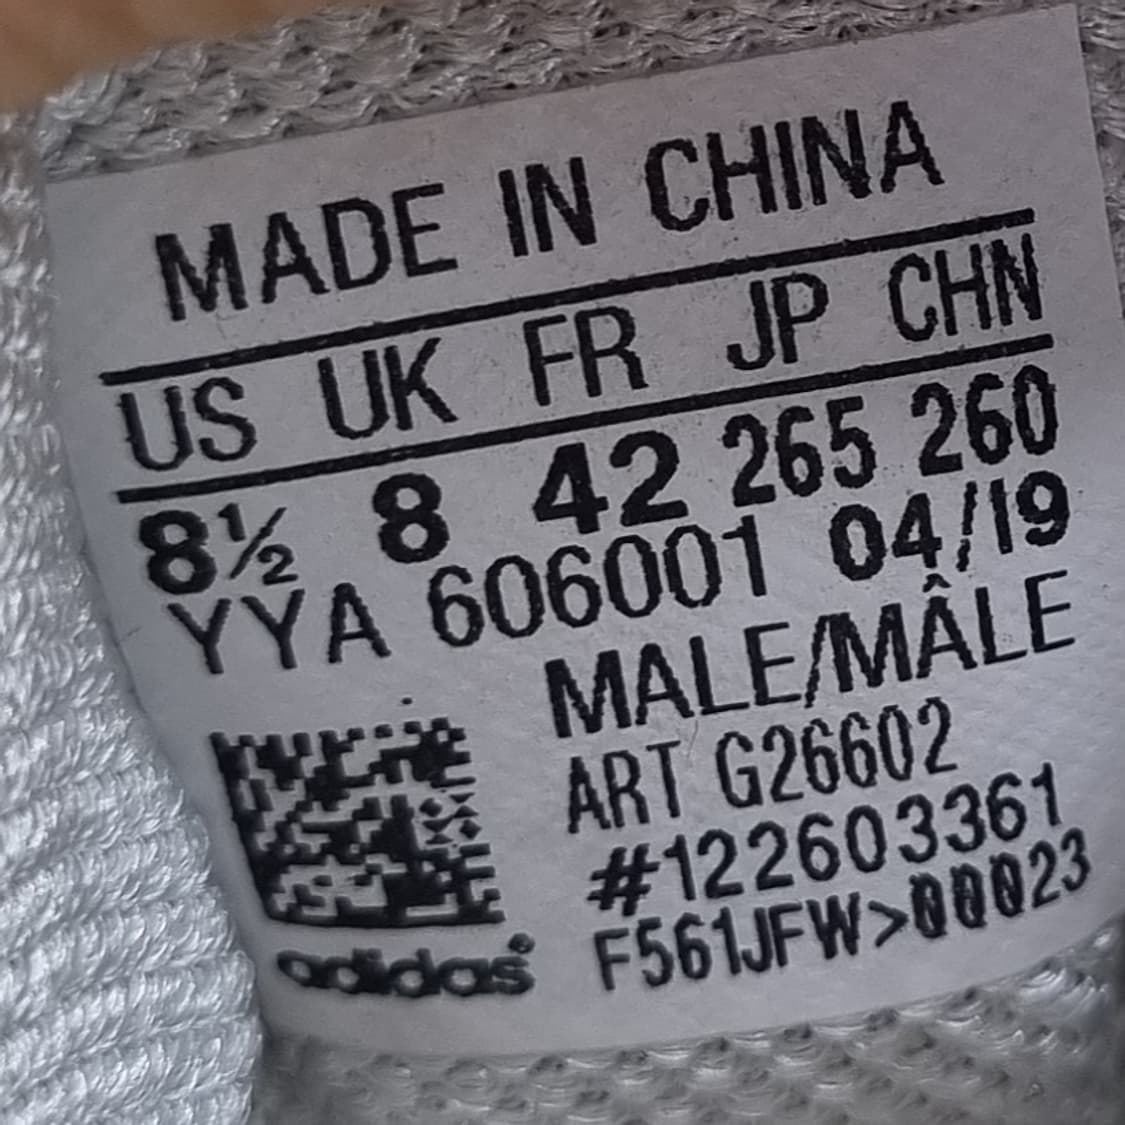 MADE IN CHINA
US UK FR JP CHN
8½ 8 42 265 260
YYA 606001 04/19
MALE/MÂLE
ART G26602
#122603361
F561JFW>00023
adidas®